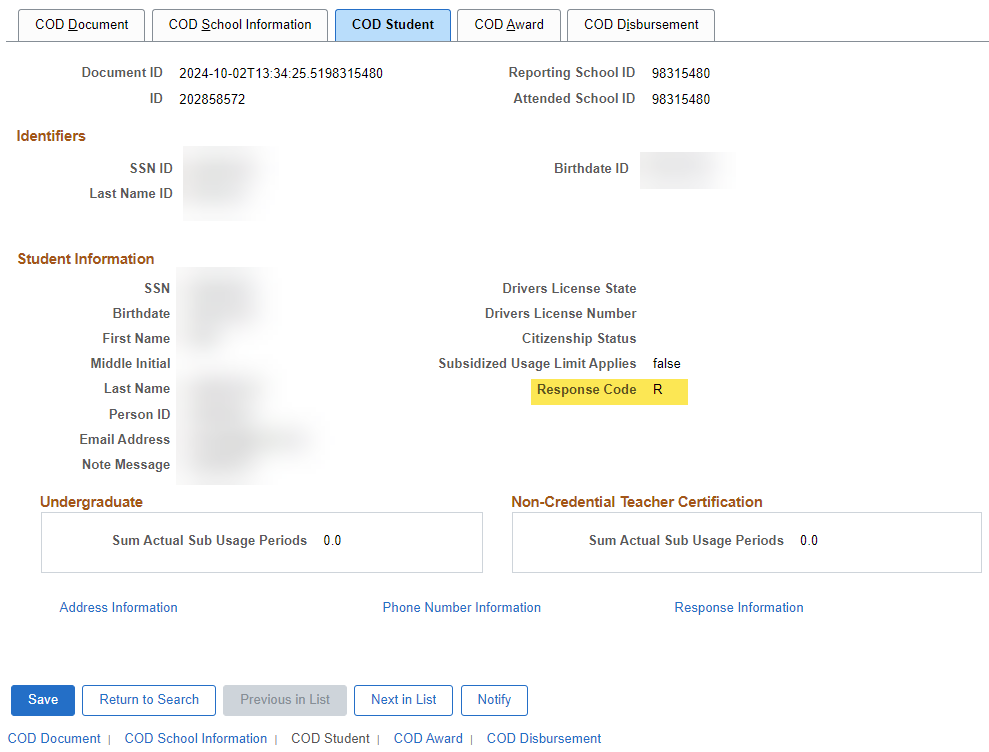 COD Document COD School Information COD Student COD Award COD Disbursement
Document ID 2024-10-02T13:34:25.5198315480 Reporting School ID 98315480
ID 202858572 Attended School ID 98315480
Identifiers
SSN ID Birthdate ID
Last Name ID
Student Information
SSN Drivers License State
Birthdate Drivers License Number
First Name Citizenship Status
Middle Initial Subsidized Usage Limit Applies false
Last Name Response Code R
Person ID
Email Address
Note Message
Undergraduate Non-Credential Teacher Certification
Sum Actual Sub Usage Periods 0.0 Sum Actual Sub Usage Periods 0.0
Address Information Phone Number Information Response Information
Save Return to Search Previous in List Next in List Notify
COD Document | COD School Information | COD Student | COD Award | COD Disbursement